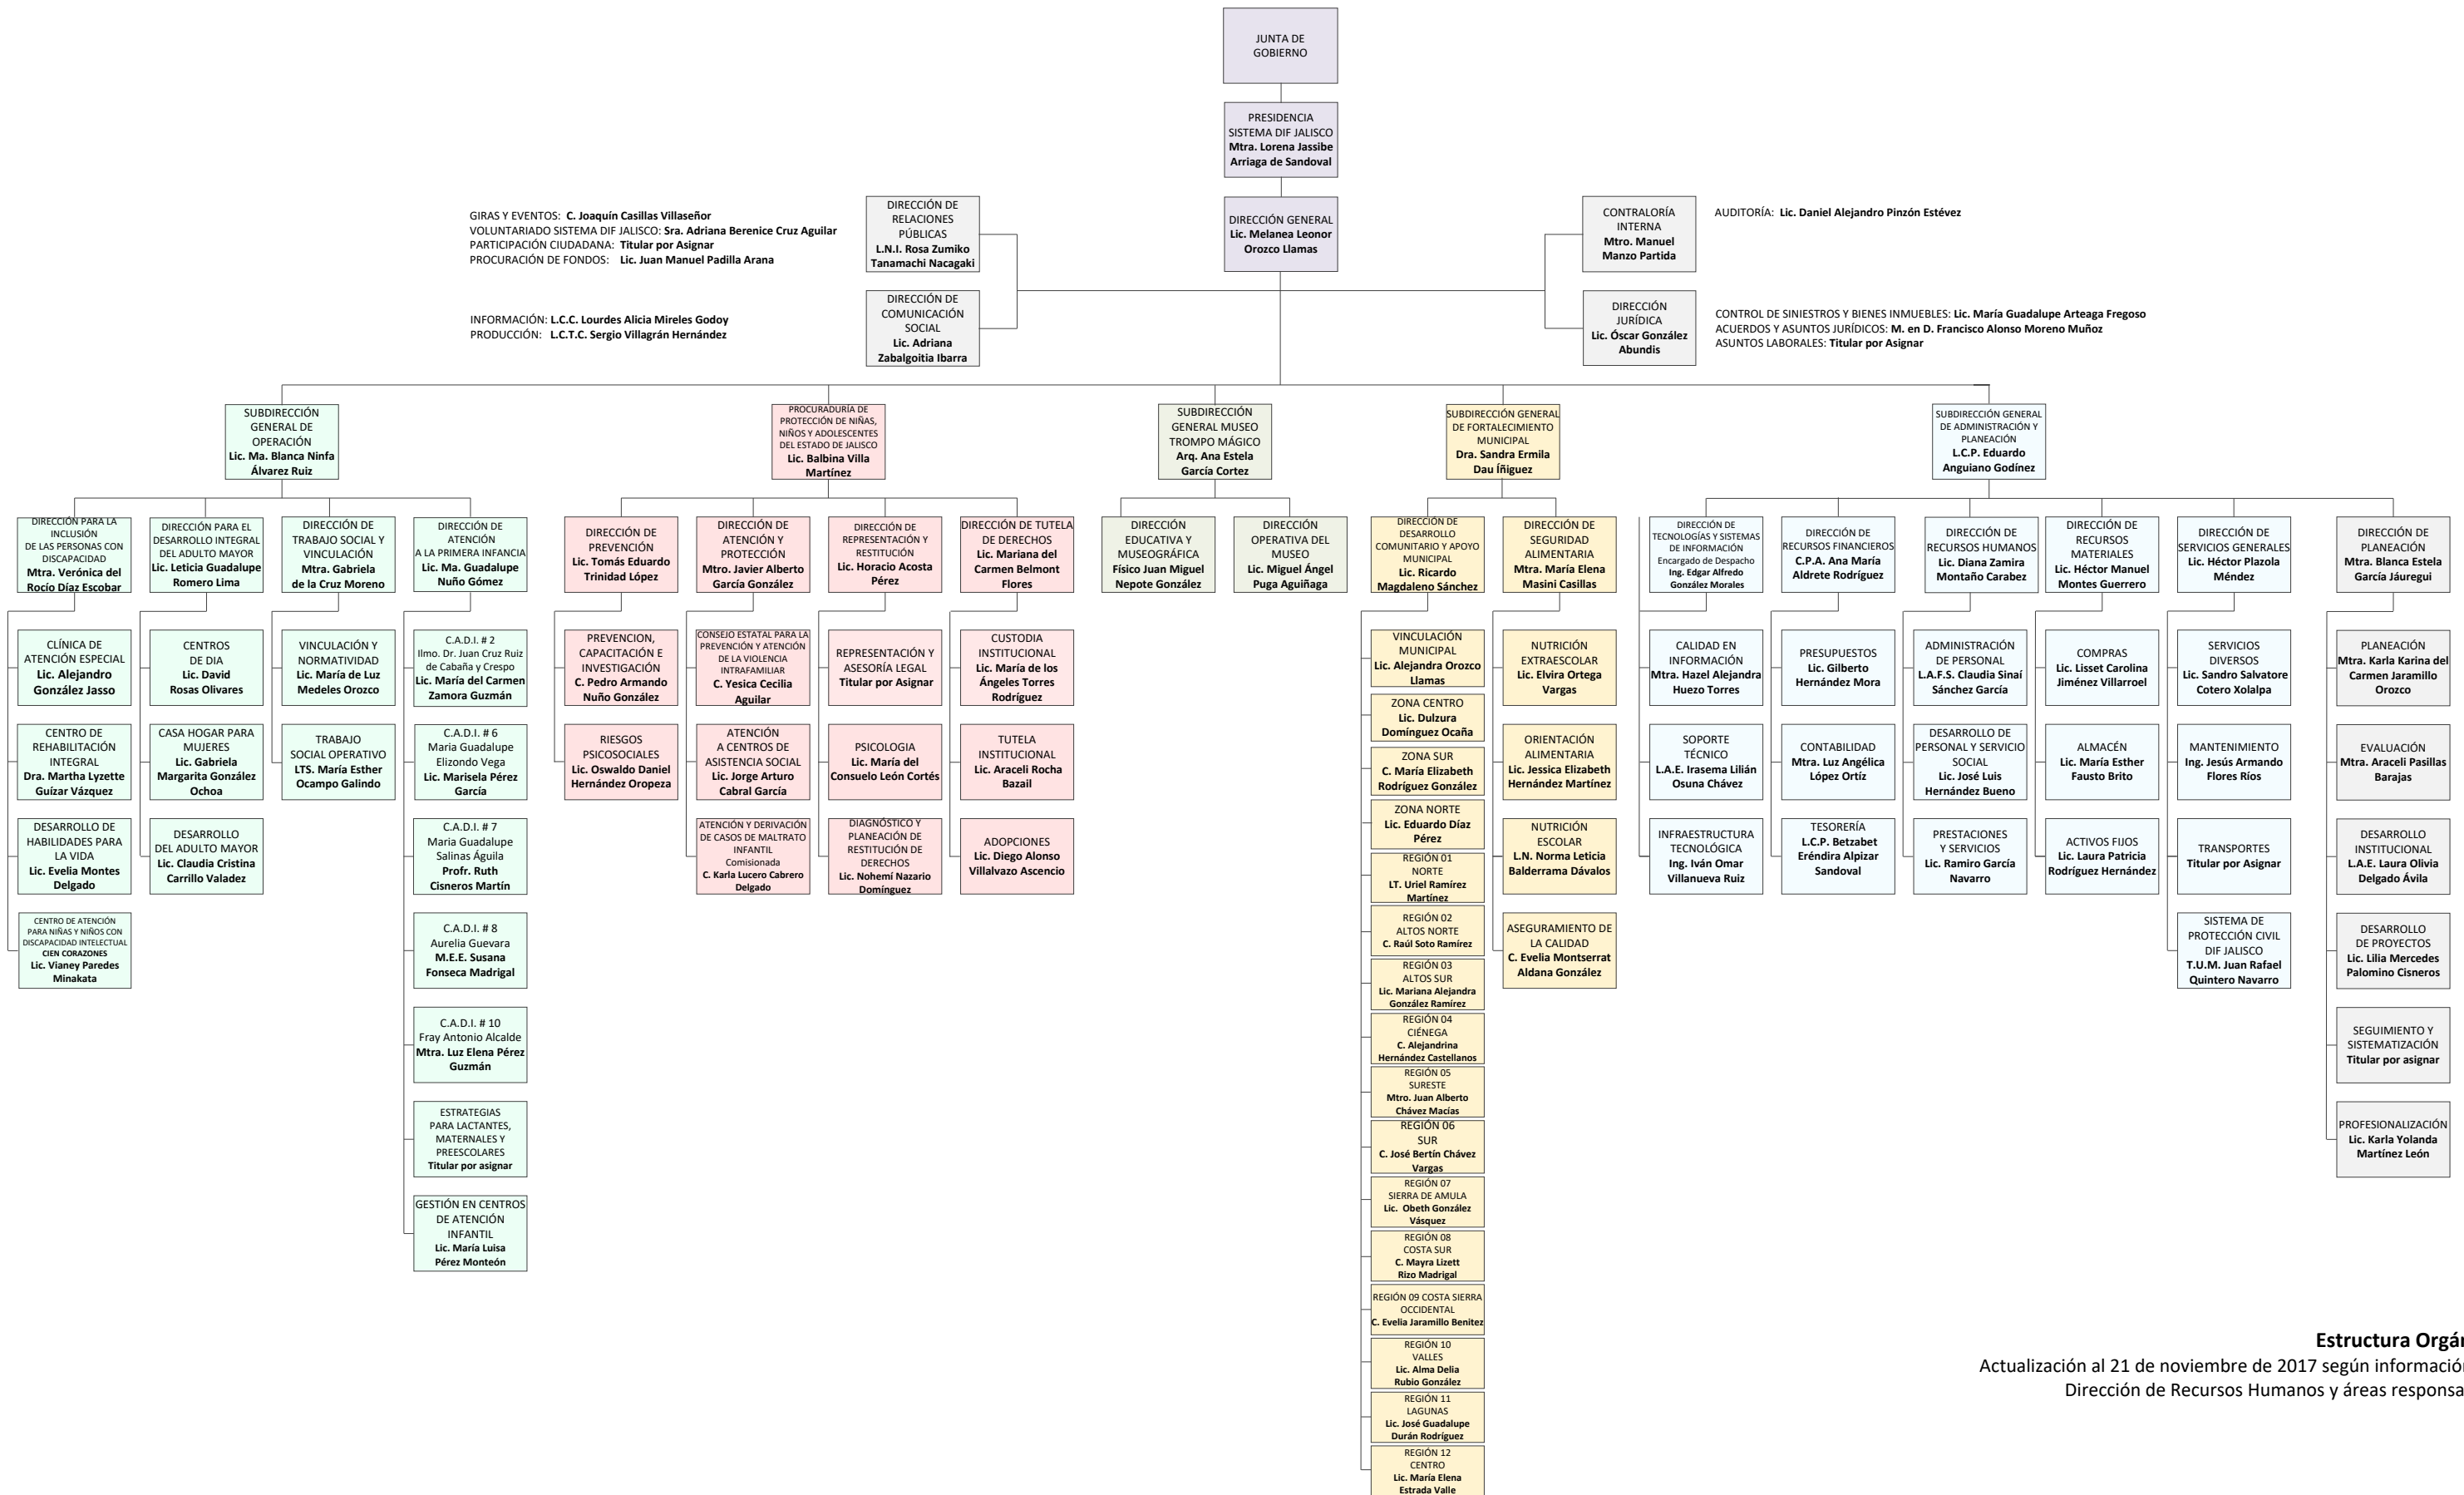 JUNTA DE
GOBIERNO
PRESIDENCIA
SISTEMA DIF JALISCO
Mtra. Lorena Jassibe
Arriaga de Sandoval
GIRAS Y EVENTOS: C. Joaquín Casillas Villaseñor
VOLUNTARIADO SISTEMA DIF JALISCO: Sra. Adriana Berenice Cruz Aguilar
PARTICIPACIÓN CIUDADANA: Titular por Asignar
PROCURACIÓN DE FONDOS: Lic. Juan Manuel Padilla Arana
DIRECCIÓN DE
RELACIONES
PÚBLICAS
L.N.I. Rosa Zumiko
Tanamachi Nacagaki
DIRECCIÓN GENERAL
Lic. Melanea Leonor
Orozco Llamas
CONTRALORÍA
INTERNA
Mtro. Manuel
Manzo Partida
AUDITORÍA: Lic. Daniel Alejandro Pinzón Estévez
INFORMACIÓN: L.C.C. Lourdes Alicia Mireles Godoy
PRODUCCIÓN: L.C.T.C. Sergio Villagrán Hernández
DIRECCIÓN DE
COMUNICACIÓN
SOCIAL
Lic. Adriana
Zabalgoitia Ibarra
DIRECCIÓN
JURÍDICA
Lic. Óscar González
Abundis
CONTROL DE SINIESTROS Y BIENES INMUEBLES: Lic. María Guadalupe Arteaga Fregoso
ACUERDOS Y ASUNTOS JURÍDICOS: M. en D. Francisco Alonso Moreno Muñoz
ASUNTOS LABORALES: Titular por Asignar
SUBDIRECCIÓN
GENERAL DE
OPERACIÓN
Lic. Ma. Blanca Ninfa
Álvarez Ruiz
PROCURADURÍA DE
PROTECCIÓN DE NIÑAS,
NIÑOS Y ADOLESCENTES
DEL ESTADO DE JALISCO
Lic. Balbina Villa
Martínez
SUBDIRECCIÓN
GENERAL MUSEO
TROMPO MÁGICO
Arq. Ana Estela
García Cortez
SUBDIRECCIÓN GENERAL
DE FORTALECIMIENTO
MUNICIPAL
Dra. Sandra Ermila
Dau Íñiguez
SUBDIRECCIÓN GENERAL
DE ADMINISTRACIÓN Y
PLANEACIÓN
L.C.P. Eduardo
Anguiano Godínez
DIRECCIÓN PARA LA
INCLUSIÓN
DE LAS PERSONAS CON
DISCAPACIDAD
Mtra. Verónica del
Rocío Díaz Escobar
DIRECCIÓN PARA EL
DESARROLLO INTEGRAL
DEL ADULTO MAYOR
Lic. Leticia Guadalupe
Romero Lima
DIRECCIÓN DE
TRABAJO SOCIAL Y
VINCULACIÓN
Mtra. Gabriela
de la Cruz Moreno
DIRECCIÓN DE
ATENCIÓN
A LA PRIMERA INFANCIA
Lic. Ma. Guadalupe
Nuño Gómez
DIRECCIÓN DE
PREVENCIÓN
Lic. Tomás Eduardo
Trinidad López
DIRECCIÓN DE
ATENCIÓN Y
PROTECCIÓN
Mtro. Javier Alberto
García González
DIRECCIÓN DE
REPRESENTACIÓN Y
RESTITUCIÓN
Lic. Horacio Acosta
Pérez
DIRECCIÓN DE TUTELA
DE DERECHOS
Lic. Mariana del
Carmen Belmont
Flores
DIRECCIÓN
EDUCATIVA Y
MUSEOGRÁFICA
Físico Juan Miguel
Nepote González
DIRECCIÓN
OPERATIVA DEL
MUSEO
Lic. Miguel Ángel
Puga Aguiñaga
DIRECCIÓN DE
DESARROLLO
COMUNITARIO Y APOYO
MUNICIPAL
Lic. Ricardo
Magdaleno Sánchez
DIRECCIÓN DE
SEGURIDAD
ALIMENTARIA
Mtra. María Elena
Masini Casillas
DIRECCIÓN DE
TECNOLOGÍAS Y SISTEMAS
DE INFORMACIÓN
Encargado de Despacho
Ing. Edgar Alfredo
González Morales
DIRECCIÓN DE
RECURSOS FINANCIEROS
C.P.A. Ana María
Aldrete Rodríguez
DIRECCIÓN DE
RECURSOS HUMANOS
Lic. Diana Zamira
Montaño Carabez
DIRECCIÓN DE
RECURSOS
MATERIALES
Lic. Héctor Manuel
Montes Guerrero
DIRECCIÓN DE
SERVICIOS GENERALES
Lic. Héctor Plazola
Méndez
DIRECCIÓN DE
PLANEACIÓN
Mtra. Blanca Estela
García Jáuregui
CLÍNICA DE
ATENCIÓN ESPECIAL
Lic. Alejandro
González Jasso
CENTRO DE
REHABILITACIÓN
INTEGRAL
Dra. Martha Lyzette
Guízar Vázquez
DESARROLLO DE
HABILIDADES PARA
LA VIDA
Lic. Evelia Montes
Delgado
CENTRO DE ATENCIÓN
PARA NIÑAS Y NIÑOS CON
DISCAPACIDAD INTELECTUAL
CIEN CORAZONES
Lic. Vianey Paredes
Minakata
CENTROS
DE DIA
Lic. David
Rosas Olivares
CASA HOGAR PARA
MUJERES
Lic. Gabriela
Margarita González
Ochoa
DESARROLLO
DEL ADULTO MAYOR
Lic. Claudia Cristina
Carrillo Valadez
VINCULACIÓN Y
NORMATIVIDAD
Lic. María de Luz
Medeles Orozco
TRABAJO
SOCIAL OPERATIVO
LTS. María Esther
Ocampo Galindo
C.A.D.I. # 2
Ilmo. Dr. Juan Cruz Ruiz
de Cabaña y Crespo
Lic. María del Carmen
Zamora Guzmán
C.A.D.I. # 6
Maria Guadalupe
Elizondo Vega
Lic. Marisela Pérez
García
C.A.D.I. # 7
Maria Guadalupe
Salinas Águila
Profr. Ruth
Cisneros Martín
C.A.D.I. # 8
Aurelia Guevara
M.E.E. Susana
Fonseca Madrigal
C.A.D.I. # 10
Fray Antonio Alcalde
Mtra. Luz Elena Pérez
Guzmán
ESTRATEGIAS
PARA LACTANTES,
MATERNALES Y
PREESCOLARES
Titular por asignar
GESTIÓN EN CENTROS
DE ATENCIÓN
INFANTIL
Lic. María Luisa
Pérez Monteón
PREVENCION,
CAPACITACIÓN E
INVESTIGACIÓN
C. Pedro Armando
Nuño González
RIESGOS
PSICOSOCIALES
Lic. Oswaldo Daniel
Hernández Oropeza
CONSEJO ESTATAL PARA LA
PREVENCIÓN Y ATENCIÓN
DE LA VIOLENCIA
INTRAFAMILIAR
C. Yesica Cecilia
Aguilar
ATENCIÓN
A CENTROS DE
ASISTENCIA SOCIAL
Lic. Jorge Arturo
Cabral García
ATENCIÓN Y DERIVACIÓN
DE CASOS DE MALTRATO
INFANTIL
Comisionada
C. Karla Lucero Cabrero
Delgado
REPRESENTACIÓN Y
ASESORÍA LEGAL
Titular por Asignar
PSICOLOGIA
Lic. María del
Consuelo León Cortés
DIAGNÓSTICO Y
PLANEACIÓN DE
RESTITUCIÓN DE
DERECHOS
Lic. Nohemí Nazario
Domínguez
CUSTODIA
INSTITUCIONAL
Lic. María de los
Ángeles Torres
Rodríguez
TUTELA
INSTITUCIONAL
Lic. Araceli Rocha
Bazail
ADOPCIONES
Lic. Diego Alonso
Villalvazo Ascencio
VINCULACIÓN
MUNICIPAL
Lic. Alejandra Orozco
Llamas
ZONA CENTRO
Lic. Dulzura
Domínguez Ocaña
ZONA SUR
C. María Elizabeth
Rodríguez González
ZONA NORTE
Lic. Eduardo Díaz
Pérez
REGIÓN 01
NORTE
LT. Uriel Ramírez
Martínez
REGIÓN 02
ALTOS NORTE
C. Raúl Soto Ramírez
REGIÓN 03
ALTOS SUR
Lic. Mariana Alejandra
González Ramírez
REGIÓN 04
CIÉNEGA
C. Alejandrina
Hernández Castellanos
REGIÓN 05
SURESTE
Mtro. Juan Alberto
Chávez Macías
REGIÓN 06
SUR
C. José Bertín Chávez
Vargas
REGIÓN 07
SIERRA DE AMULA
Lic. Obeth González
Vásquez
REGIÓN 08
COSTA SUR
C. Mayra Lizett
Rizo Madrigal
REGIÓN 09 COSTA SIERRA
OCCIDENTAL
C. Evelia Jaramillo Benitez
REGIÓN 10
VALLES
Lic. Alma Delia
Rubio González
REGIÓN 11
LAGUNAS
Lic. José Guadalupe
Durán Rodríguez
REGIÓN 12
CENTRO
Lic. María Elena
Estrada Valle
NUTRICIÓN
EXTRAESCOLAR
Lic. Elvira Ortega
Vargas
ORIENTACIÓN
ALIMENTARIA
Lic. Jessica Elizabeth
Hernández Martínez
NUTRICIÓN
ESCOLAR
L.N. Norma Leticia
Balderrama Dávalos
ASEGURAMIENTO DE
LA CALIDAD
C. Evelia Montserrat
Aldana González
CALIDAD EN
INFORMACIÓN
Mtra. Hazel Alejandra
Huezo Torres
SOPORTE
TÉCNICO
L.A.E. Irasema Lilián
Osuna Chávez
INFRAESTRUCTURA
TECNOLÓGICA
Ing. Iván Omar
Villanueva Ruiz
PRESUPUESTOS
Lic. Gilberto
Hernández Mora
CONTABILIDAD
Mtra. Luz Angélica
López Ortíz
TESORERÍA
L.C.P. Betzabet
Eréndira Alpizar
Sandoval
ADMINISTRACIÓN
DE PERSONAL
L.A.F.S. Claudia Sinaí
Sánchez García
DESARROLLO DE
PERSONAL Y SERVICIO
SOCIAL
Lic. José Luis
Hernández Bueno
PRESTACIONES
Y SERVICIOS
Lic. Ramiro García
Navarro
COMPRAS
Lic. Lisset Carolina
Jiménez Villarroel
ALMACÉN
Lic. María Esther
Fausto Brito
ACTIVOS FIJOS
Lic. Laura Patricia
Rodríguez Hernández
SERVICIOS
DIVERSOS
Lic. Sandro Salvatore
Cotero Xolalpa
MANTENIMIENTO
Ing. Jesús Armando
Flores Ríos
TRANSPORTES
Titular por Asignar
SISTEMA DE
PROTECCIÓN CIVIL
DIF JALISCO
T.U.M. Juan Rafael
Quintero Navarro
PLANEACIÓN
Mtra. Karla Karina del
Carmen Jaramillo
Orozco
EVALUACIÓN
Mtra. Araceli Pasillas
Barajas
DESARROLLO
INSTITUCIONAL
L.A.E. Laura Olivia
Delgado Ávila
DESARROLLO
DE PROYECTOS
Lic. Lilia Mercedes
Palomino Cisneros
SEGUIMIENTO Y
SISTEMATIZACIÓN
Titular por asignar
PROFESIONALIZACIÓN
Lic. Karla Yolanda
Martínez León
Estructura Orgán
Actualización al 21 de noviembre de 2017 según información
Dirección de Recursos Humanos y áreas responsa